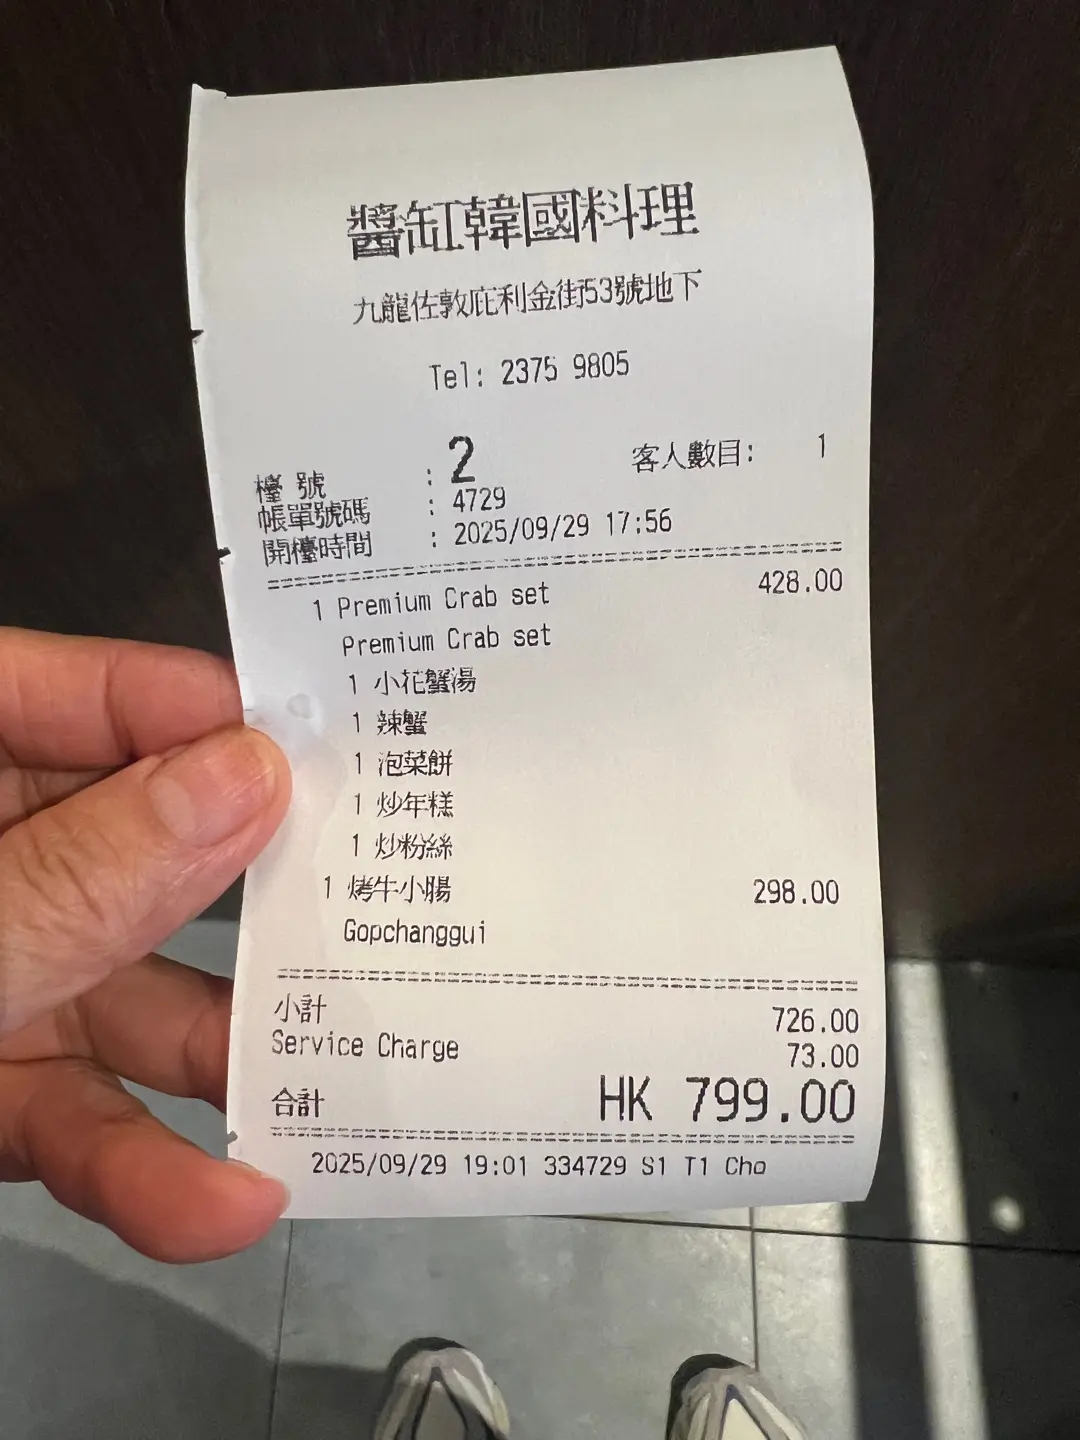 醬缸韓國料理
九龍佐敦庇利金街53號地下
Tel: 2375 9805
檯 號 : 2 客人數目: 1
帳單號碼 : 4729
開檯時間 : 2025/09/29 17:56
1 Premium Crab set 428.00
Premium Crab set
1 小花蟹湯
1 辣蟹
1 泡菜餅
1 炒年糕
1 炒粉絲
1 烤牛小腸 298.00
Gopchanggui
小計 726.00
Service Charge 73.00
合計 HK 799.00
2025/09/29 19:01 334729 S1 T1 Cho